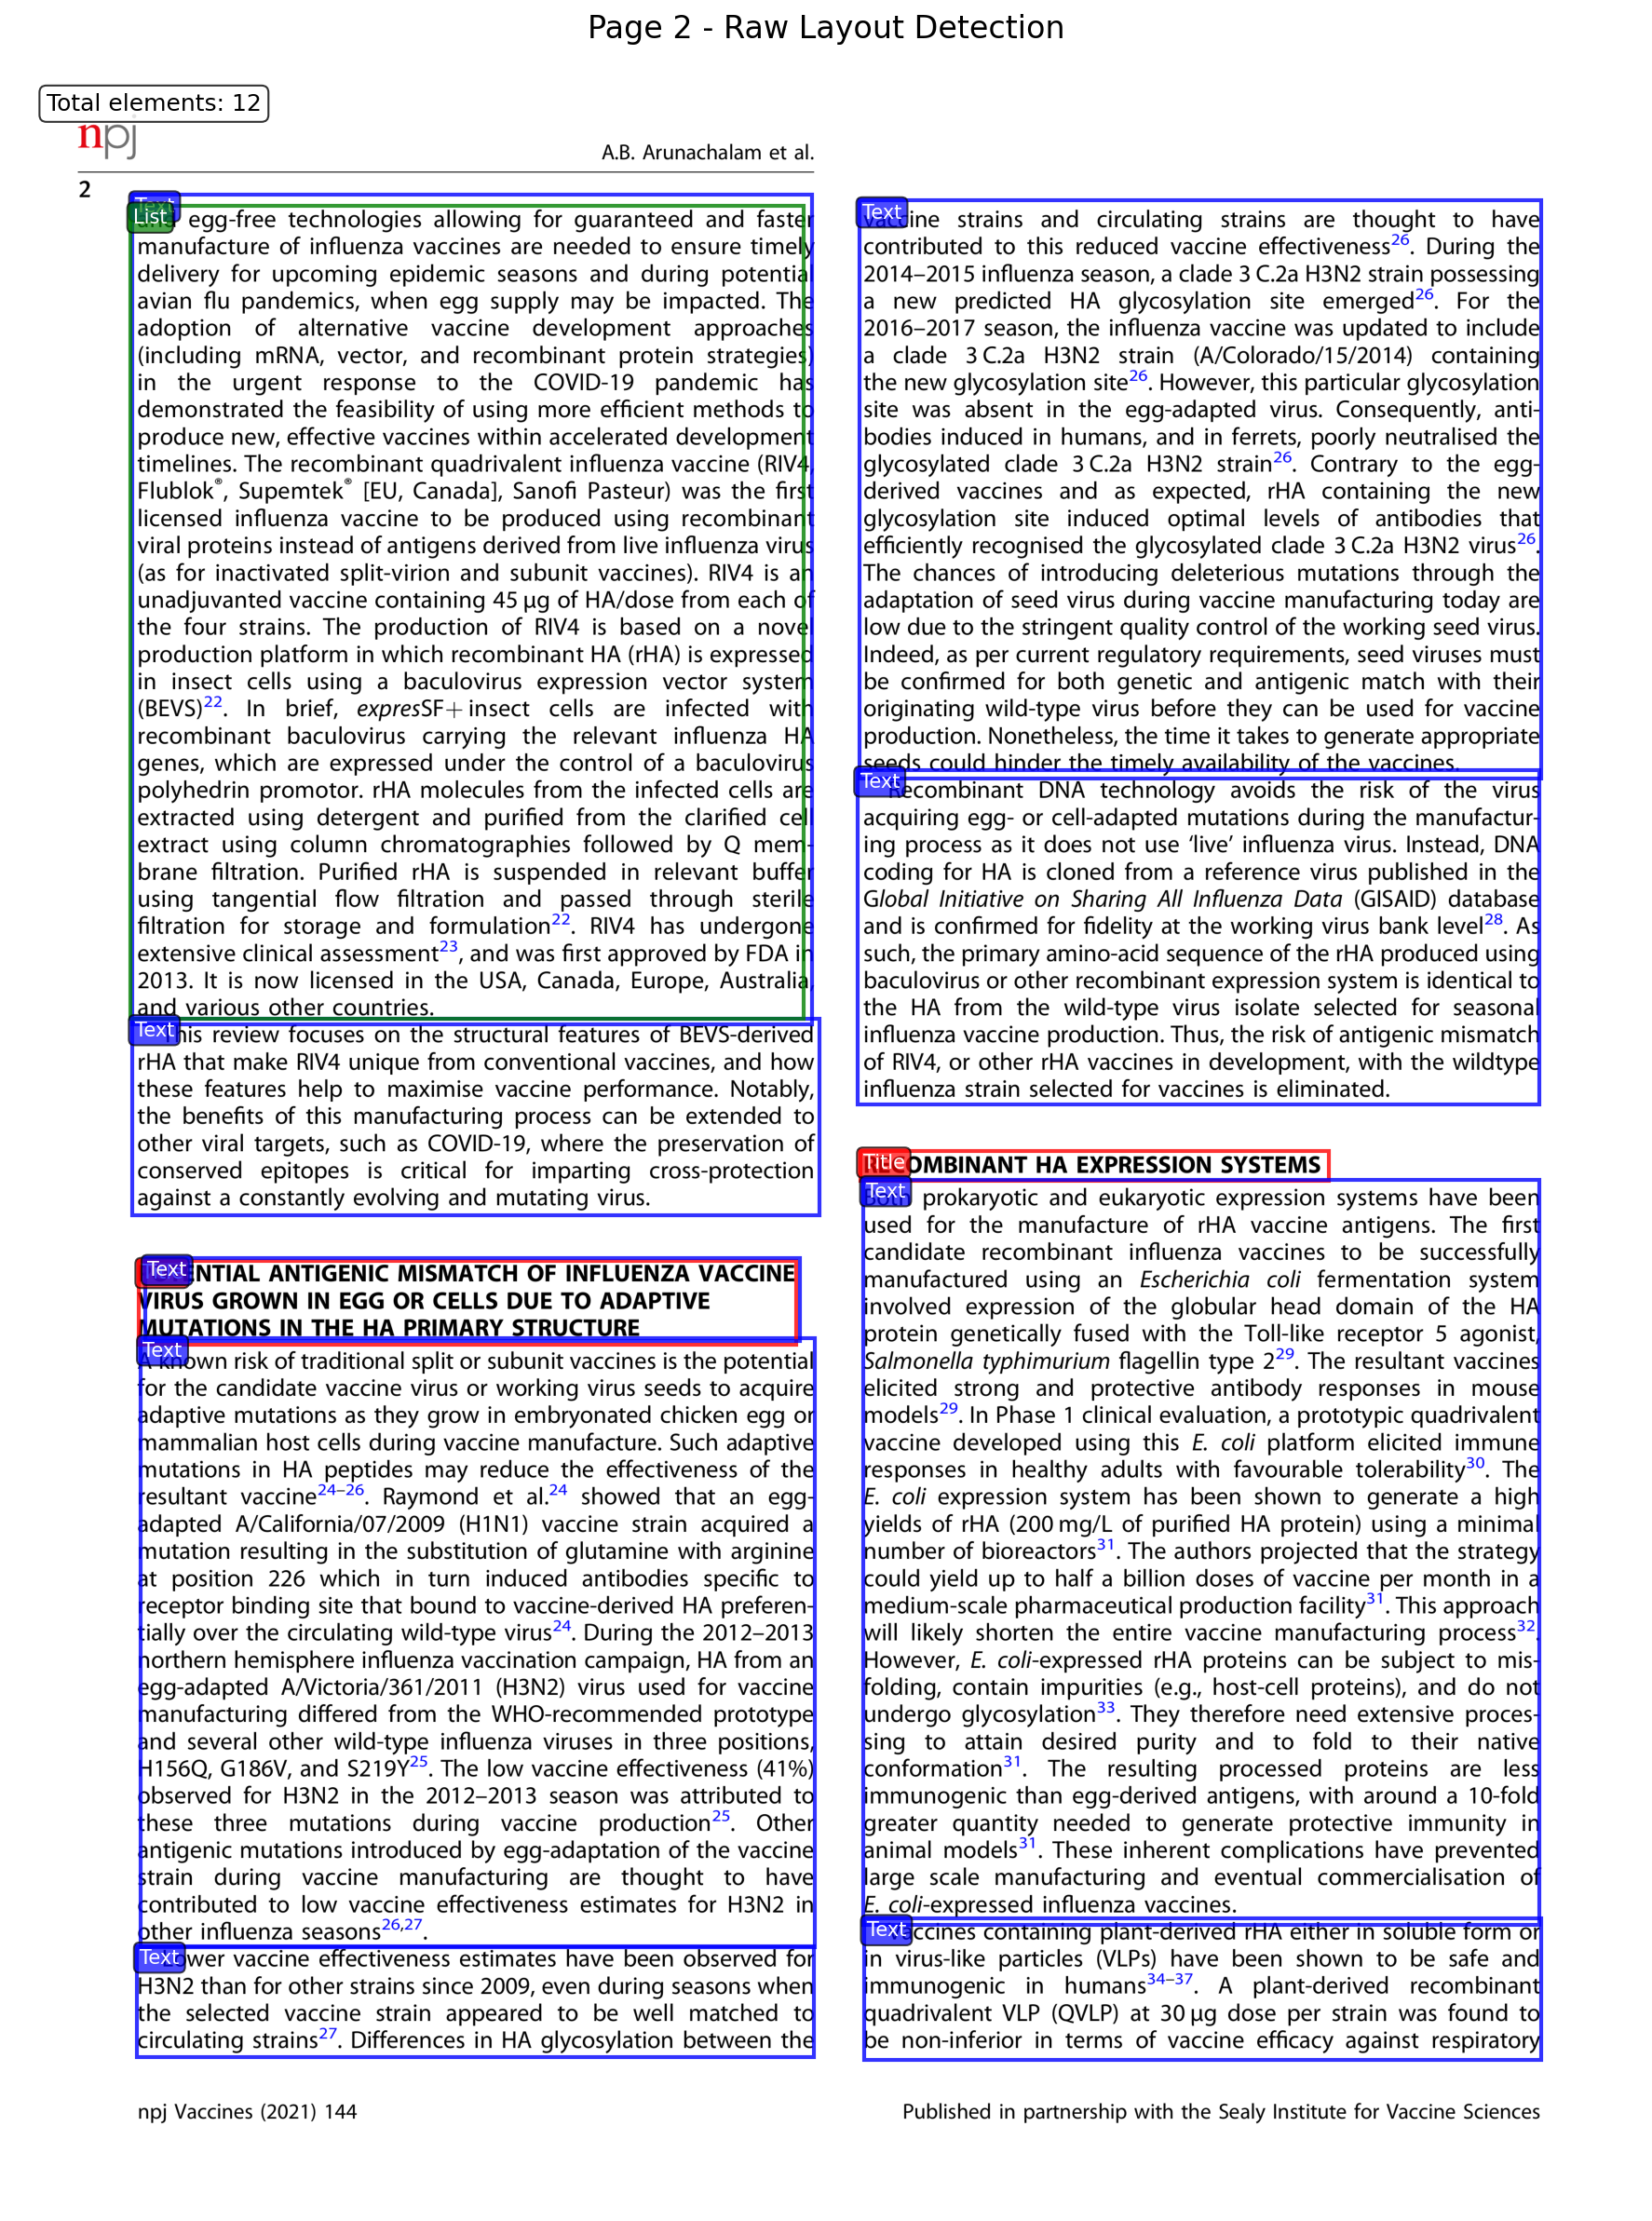 Page 2 - Raw Layout Detection
Total elements: 12
npj
A.B. Arunachalam et al.
2
Text
List
egg-free technologies allowing for guaranteed and faster
manufacture of influenza vaccines are needed to ensure timely
delivery for upcoming epidemic seasons and during potential
avian flu pandemics, when egg supply may be impacted. The
adoption of alternative vaccine development approaches
(including mRNA, vector, and recombinant protein strategies)
in the urgent response to the COVID-19 pandemic has
demonstrated the feasibility of using more efficient methods to
produce new, effective vaccines within accelerated development
timelines. The recombinant quadrivalent influenza vaccine (RIV4,
Flublok®, Supemtek® [EU, Canada], Sanofi Pasteur) was the first
licensed influenza vaccine to be produced using recombinant
viral proteins instead of antigens derived from live influenza virus
(as for inactivated split-virion and subunit vaccines). RIV4 is an
unadjuvanted vaccine containing 45 µg of HA/dose from each of
the four strains. The production of RIV4 is based on a novel
production platform in which recombinant HA (rHA) is expressed
in insect cells using a baculovirus expression vector system
(BEVS)22. In brief, expresSF+ insect cells are infected with
recombinant baculovirus carrying the relevant influenza HA
genes, which are expressed under the control of a baculovirus
polyhedrin promotor. rHA molecules from the infected cells are
extracted using detergent and purified from the clarified cell
extract using column chromatographies followed by Q mem-
brane filtration. Purified rHA is suspended in relevant buffer
using tangential flow filtration and passed through sterile
filtration for storage and formulation22. RIV4 has undergone
extensive clinical assessment23, and was first approved by FDA in
2013. It is now licensed in the USA, Canada, Europe, Australia,
and various other countries.
Text
This review focuses on the structural features of BEVS-derived
rHA that make RIV4 unique from conventional vaccines, and how
these features help to maximise vaccine performance. Notably,
the benefits of this manufacturing process can be extended to
other viral targets, such as COVID-19, where the preservation of
conserved epitopes is critical for imparting cross-protection
against a constantly evolving and mutating virus.
Text
POTENTIAL ANTIGENIC MISMATCH OF INFLUENZA VACCINE
VIRUS GROWN IN EGG OR CELLS DUE TO ADAPTIVE
MUTATIONS IN THE HA PRIMARY STRUCTURE
Text
A known risk of traditional split or subunit vaccines is the potential
for the candidate vaccine virus or working virus seeds to acquire
adaptive mutations as they grow in embryonated chicken egg or
mammalian host cells during vaccine manufacture. Such adaptive
mutations in HA peptides may reduce the effectiveness of the
resultant vaccine24–26. Raymond et al.24 showed that an egg-
adapted A/California/07/2009 (H1N1) vaccine strain acquired a
mutation resulting in the substitution of glutamine with arginine
at position 226 which in turn induced antibodies specific to
receptor binding site that bound to vaccine-derived HA preferen-
tially over the circulating wild-type virus24. During the 2012–2013
northern hemisphere influenza vaccination campaign, HA from an
egg-adapted A/Victoria/361/2011 (H3N2) virus used for vaccine
manufacturing differed from the WHO-recommended prototype
and several other wild-type influenza viruses in three positions,
H156Q, G186V, and S219Y25. The low vaccine effectiveness (41%)
observed for H3N2 in the 2012–2013 season was attributed to
these three mutations during vaccine production25. Other
antigenic mutations introduced by egg-adaptation of the vaccine
strain during vaccine manufacturing are thought to have
contributed to low vaccine effectiveness estimates for H3N2 in
other influenza seasons26,27.
Text
Lower vaccine effectiveness estimates have been observed for
H3N2 than for other strains since 2009, even during seasons when
the selected vaccine strain appeared to be well matched to
circulating strains27. Differences in HA glycosylation between the
Text
vaccine strains and circulating strains are thought to have
contributed to this reduced vaccine effectiveness26. During the
2014–2015 influenza season, a clade 3 C.2a H3N2 strain possessing
a new predicted HA glycosylation site emerged26. For the
2016–2017 season, the influenza vaccine was updated to include
a clade 3 C.2a H3N2 strain (A/Colorado/15/2014) containing
the new glycosylation site26. However, this particular glycosylation
site was absent in the egg-adapted virus. Consequently, anti-
bodies induced in humans, and in ferrets, poorly neutralised the
glycosylated clade 3 C.2a H3N2 strain26. Contrary to the egg-
derived vaccines and as expected, rHA containing the new
glycosylation site induced optimal levels of antibodies that
efficiently recognised the glycosylated clade 3 C.2a H3N2 virus26.
The chances of introducing deleterious mutations through the
adaptation of seed virus during vaccine manufacturing today are
low due to the stringent quality control of the working seed virus.
Indeed, as per current regulatory requirements, seed viruses must
be confirmed for both genetic and antigenic match with their
originating wild-type virus before they can be used for vaccine
production. Nonetheless, the time it takes to generate appropriate
seeds could hinder the timely availability of the vaccines.
Text
Recombinant DNA technology avoids the risk of the virus
acquiring egg- or cell-adapted mutations during the manufactur-
ing process as it does not use ‘live’ influenza virus. Instead, DNA
coding for HA is cloned from a reference virus published in the
Global Initiative on Sharing All Influenza Data (GISAID) database
and is confirmed for fidelity at the working virus bank level28. As
such, the primary amino-acid sequence of the rHA produced using
baculovirus or other recombinant expression system is identical to
the HA from the wild-type virus isolate selected for seasonal
influenza vaccine production. Thus, the risk of antigenic mismatch
of RIV4, or other rHA vaccines in development, with the wildtype
influenza strain selected for vaccines is eliminated.
Title
RECOMBINANT HA EXPRESSION SYSTEMS
Text
Both prokaryotic and eukaryotic expression systems have been
used for the manufacture of rHA vaccine antigens. The first
candidate recombinant influenza vaccines to be successfully
manufactured using an Escherichia coli fermentation system
involved expression of the globular head domain of the HA
protein genetically fused with the Toll-like receptor 5 agonist,
Salmonella typhimurium flagellin type 229. The resultant vaccines
elicited strong and protective antibody responses in mouse
models29. In Phase 1 clinical evaluation, a prototypic quadrivalent
vaccine developed using this E. coli platform elicited immune
responses in healthy adults with favourable tolerability30. The
E. coli expression system has been shown to generate a high
yields of rHA (200 mg/L of purified HA protein) using a minimal
number of bioreactors31. The authors projected that the strategy
could yield up to half a billion doses of vaccine per month in a
medium-scale pharmaceutical production facility31. This approach
will likely shorten the entire vaccine manufacturing process32.
However, E. coli-expressed rHA proteins can be subject to mis-
folding, contain impurities (e.g., host-cell proteins), and do not
undergo glycosylation33. They therefore need extensive proces-
sing to attain desired purity and to fold to their native
conformation31. The resulting processed proteins are less
immunogenic than egg-derived antigens, with around a 10-fold
greater quantity needed to generate protective immunity in
animal models31. These inherent complications have prevented
large scale manufacturing and eventual commercialisation of
E. coli-expressed influenza vaccines.
Text
Vaccines containing plant-derived rHA either in soluble form or
in virus-like particles (VLPs) have been shown to be safe and
immunogenic in humans34–37. A plant-derived recombinant
quadrivalent VLP (QVLP) at 30 µg dose per strain was found to
be non-inferior in terms of vaccine efficacy against respiratory
npj Vaccines (2021) 144
Published in partnership with the Sealy Institute for Vaccine Sciences